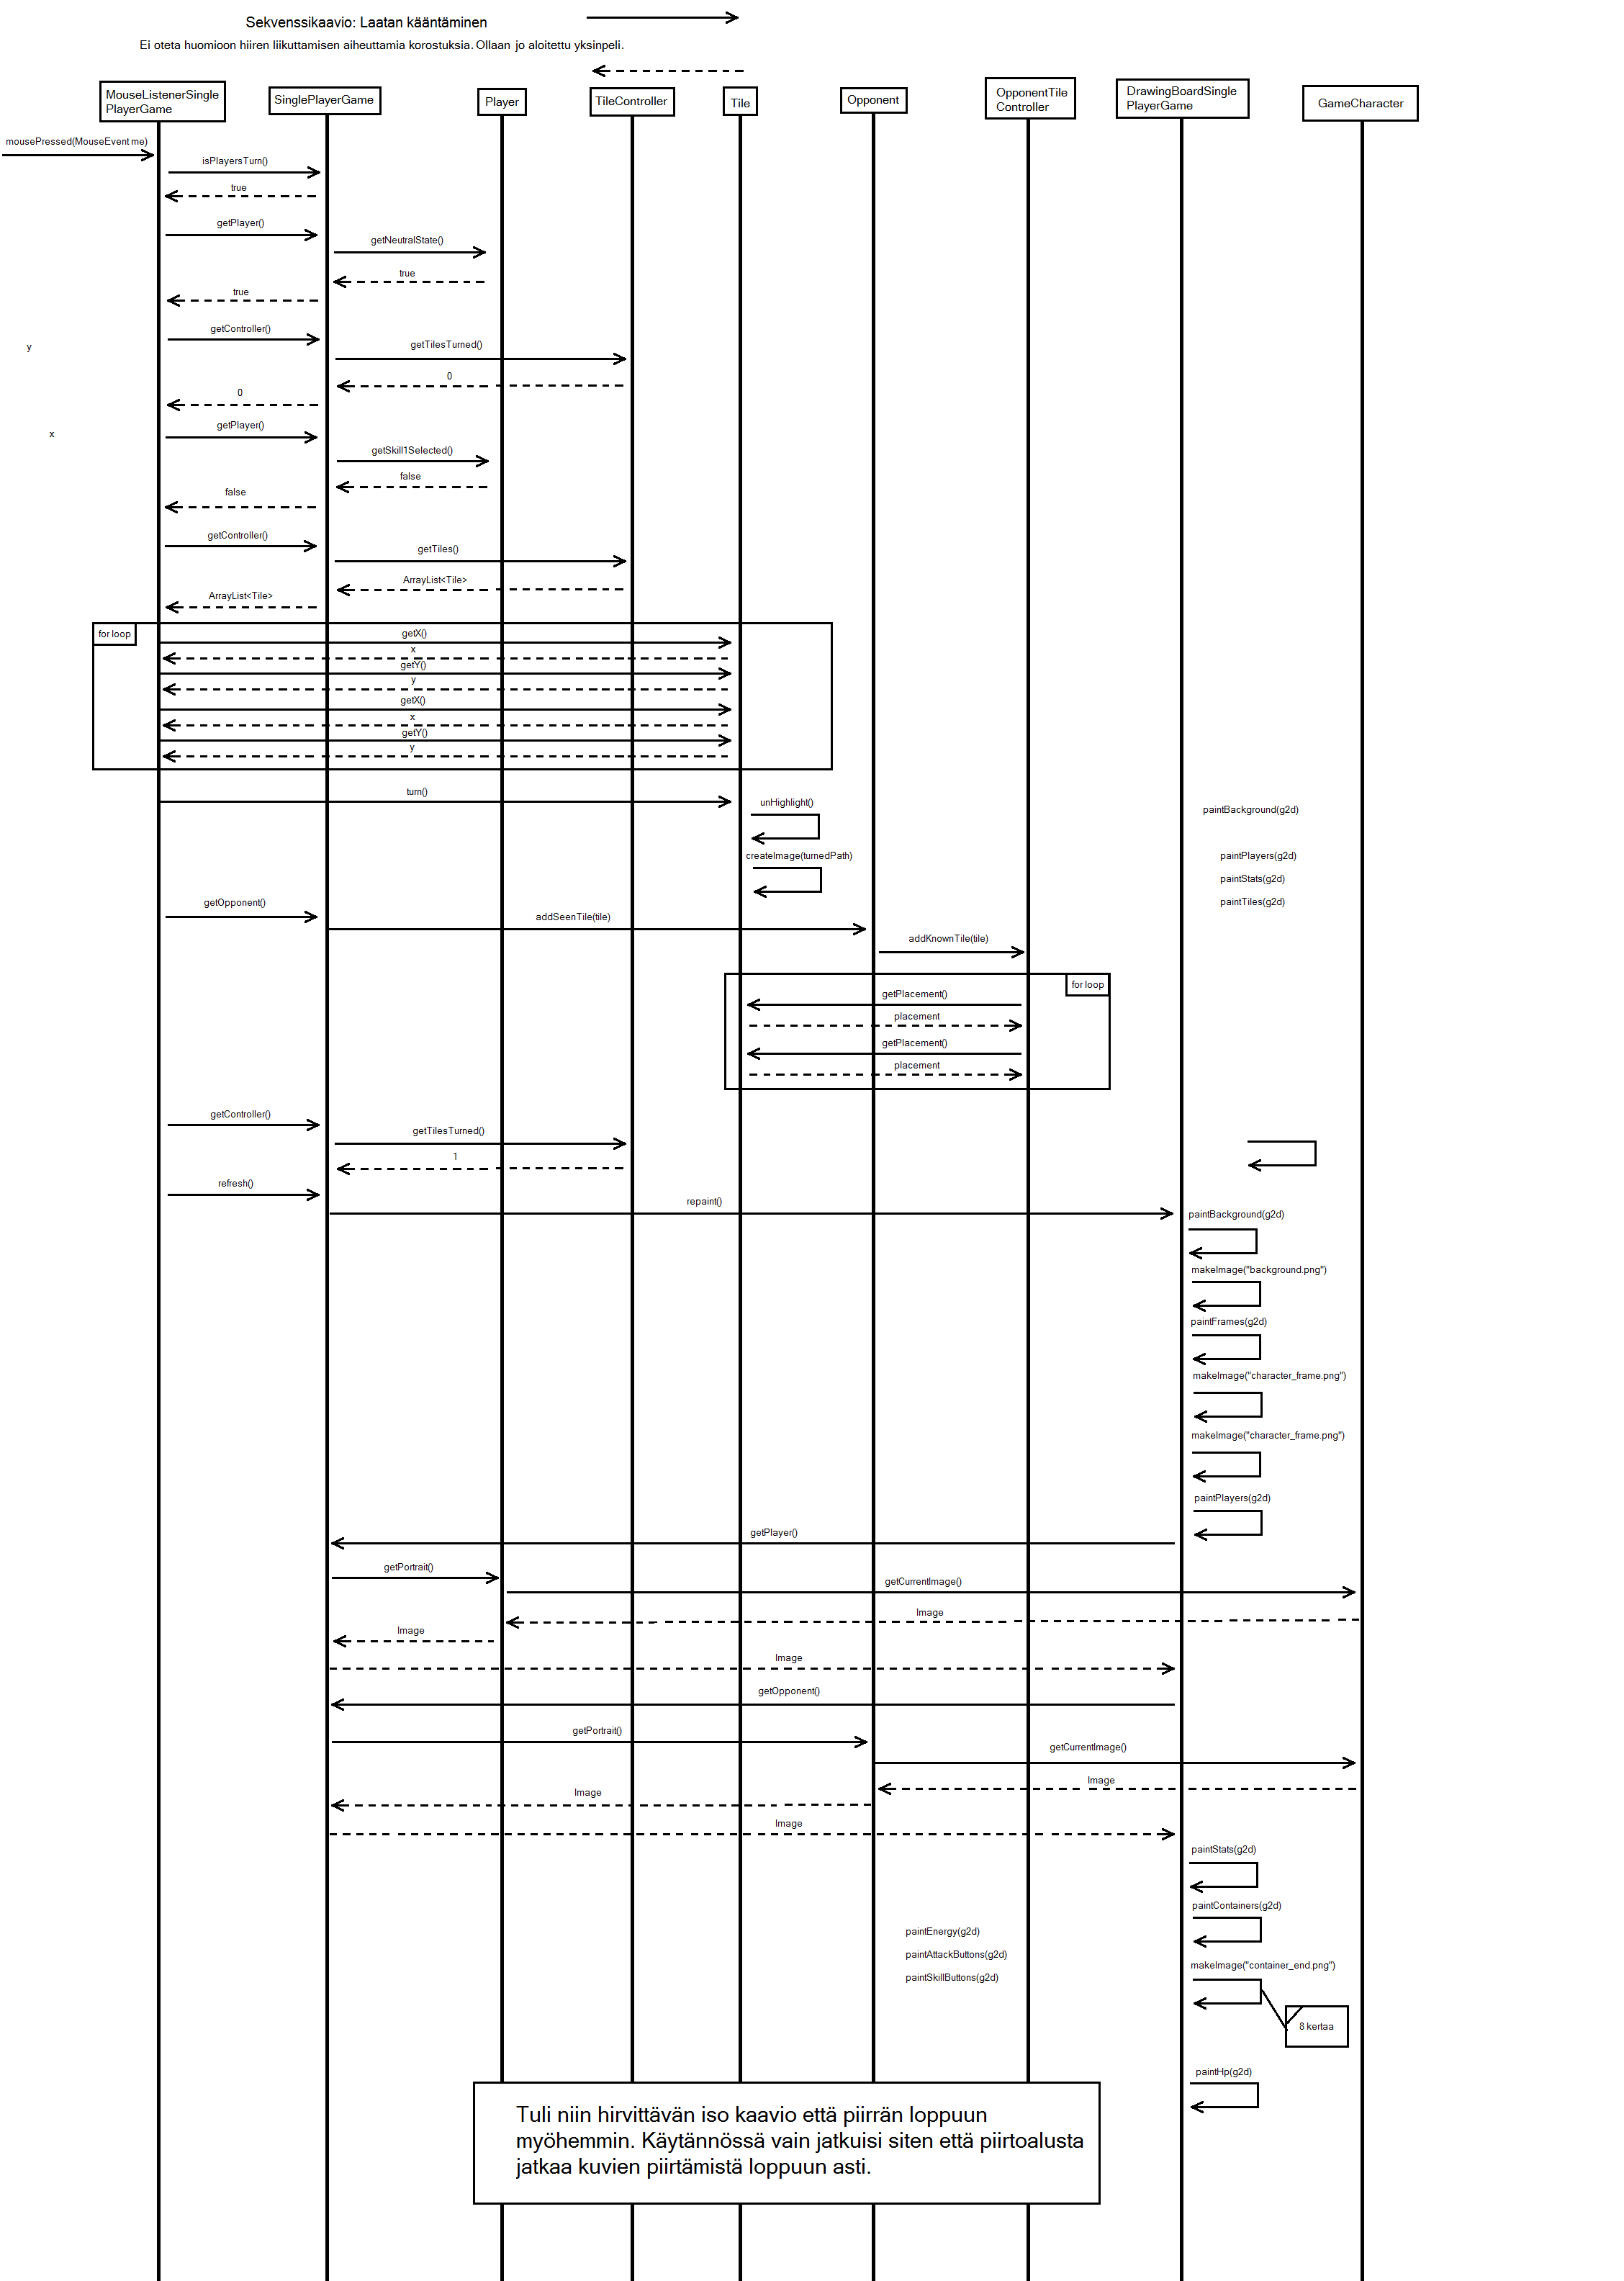 Sekvenssikaavio: Laatan kääntäminen
Ei oteta huomioon hiiren liikuttamisen aiheuttamia korostuksia. Ollaan jo aloitettu yksinpeli.
MouseListenerSingle
PlayerGame
SinglePlayerGame
Player
TileController
Tile
Opponent
OpponentTile
Controller
DrawingBoardSingle
PlayerGame
GameCharacter
mousePressed(MouseEvent me)
isPlayersTurn()
true
getPlayer()
getNeutralState()
true
true
getController()
y
getTilesTurned()
0
0
getPlayer()
x
getSkill1Selected()
false
false
getController()
getTiles()
ArrayList<Tile>
ArrayList<Tile>
for loop
getX()
x
getY()
y
getX()
x
getY()
y
turn()
unHighlight()
paintBackground(g2d)
createImage(turnedPath)
paintPlayers(g2d)
paintStats(g2d)
paintTiles(g2d)
getOpponent()
addSeenTile(tile)
addKnownTile(tile)
for loop
getPlacement()
placement
getPlacement()
placement
getController()
getTilesTurned()
1
refresh()
repaint()
paintBackground(g2d)
makeImage("background.png")
paintFrames(g2d)
makeImage("character_frame.png")
makeImage("character_frame.png")
paintPlayers(g2d)
getPlayer()
getPortrait()
getCurrentImage()
Image
Image
Image
getOpponent()
getPortrait()
getCurrentImage()
Image
Image
Image
paintStats(g2d)
paintContainers(g2d)
paintEnergy(g2d)
paintAttackButtons(g2d)
paintSkillButtons(g2d)
makeImage("container_end.png")
8 kertaa
paintHp(g2d)
Tuli niin hirvittävän iso kaavio että piirrän loppuun
myöhemmin. Käytännössä vain jatkuisi siten että piirtoalusta
jatkaa kuvien piirtämistä loppuun asti.